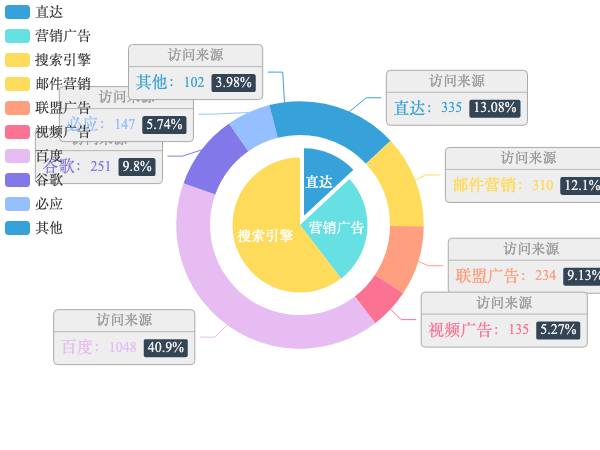 直达
营销广告
搜索引擎
邮件营销
联盟广告
视频广告
百度
谷歌
必应
其他
访问来源
其他：102 3.98%
访问来源
必应：147 5.74%
访问来源
谷歌：251 9.8%
访问来源
直达：335 13.08%
访问来源
邮件营销：310 12.1%
访问来源
联盟广告：234 9.13%
访问来源
视频广告：135 5.27%
访问来源
百度：1048 40.9%
直达
营销广告
搜索引擎